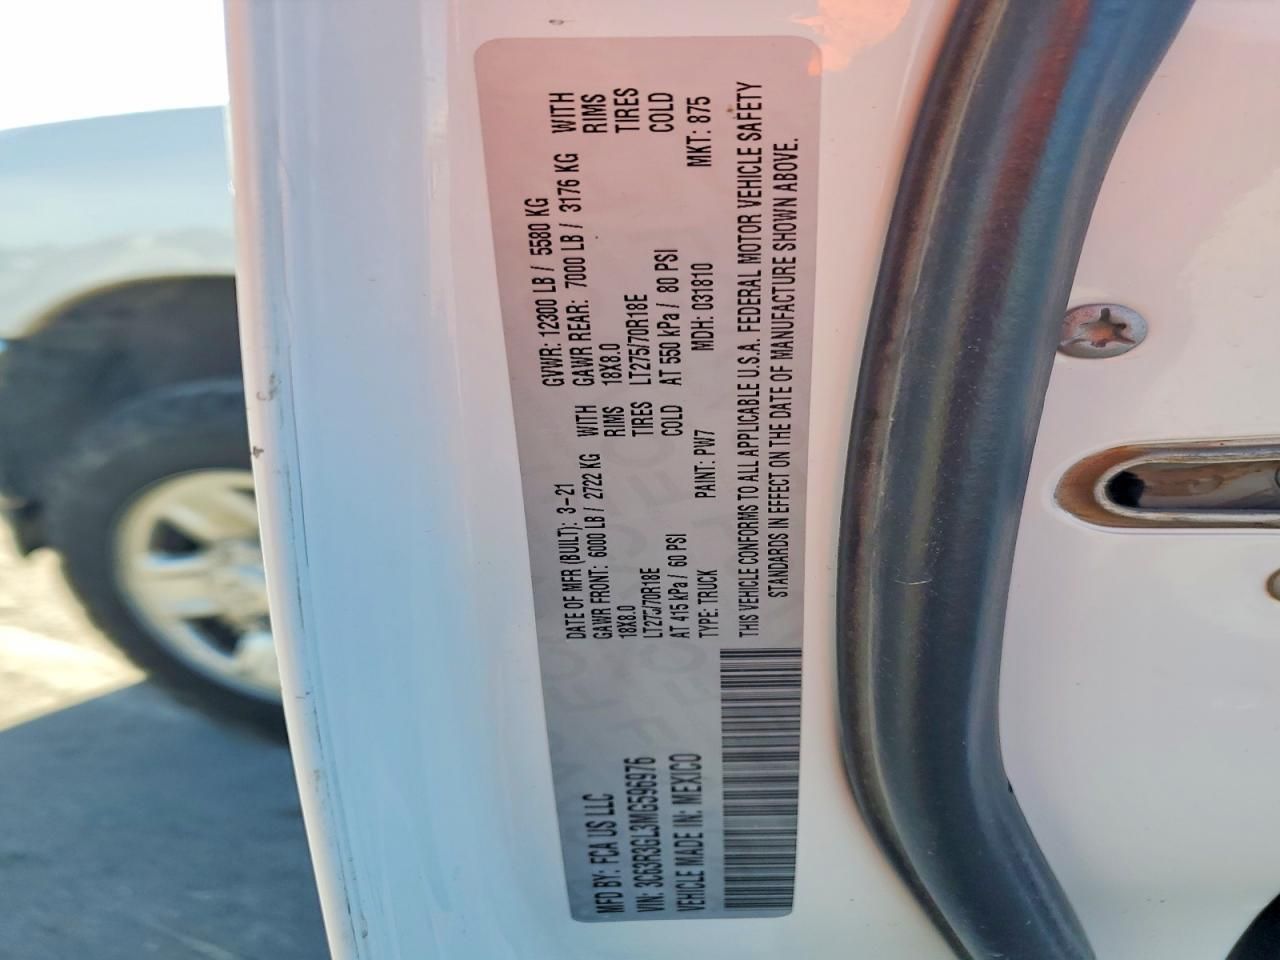 MFD BY: FCA US LLC
DATE OF MFR (BUILT): 3-21
GVWR: 12300 LB / 5580 KG
GAWR FRONT: 6000 LB / 2722 KG WITH
18X8.0 RIMS
LT275/70R18E TIRES
AT 415 kPa / 60 PSI COLD
GAWR REAR: 7000 LB / 3176 KG WITH
18X8.0 RIMS
LT275/70R18E TIRES
AT 550 kPa / 80 PSI COLD
VIN: 3C63R3GL3MG596976
TYPE: TRUCK PAINT: PW7 MDH: 031810 MKT: 875
VEHICLE MADE IN: MEXICO
THIS VEHICLE CONFORMS TO ALL APPLICABLE U.S.A. FEDERAL MOTOR VEHICLE SAFETY
STANDARDS IN EFFECT ON THE DATE OF MANUFACTURE SHOWN ABOVE.